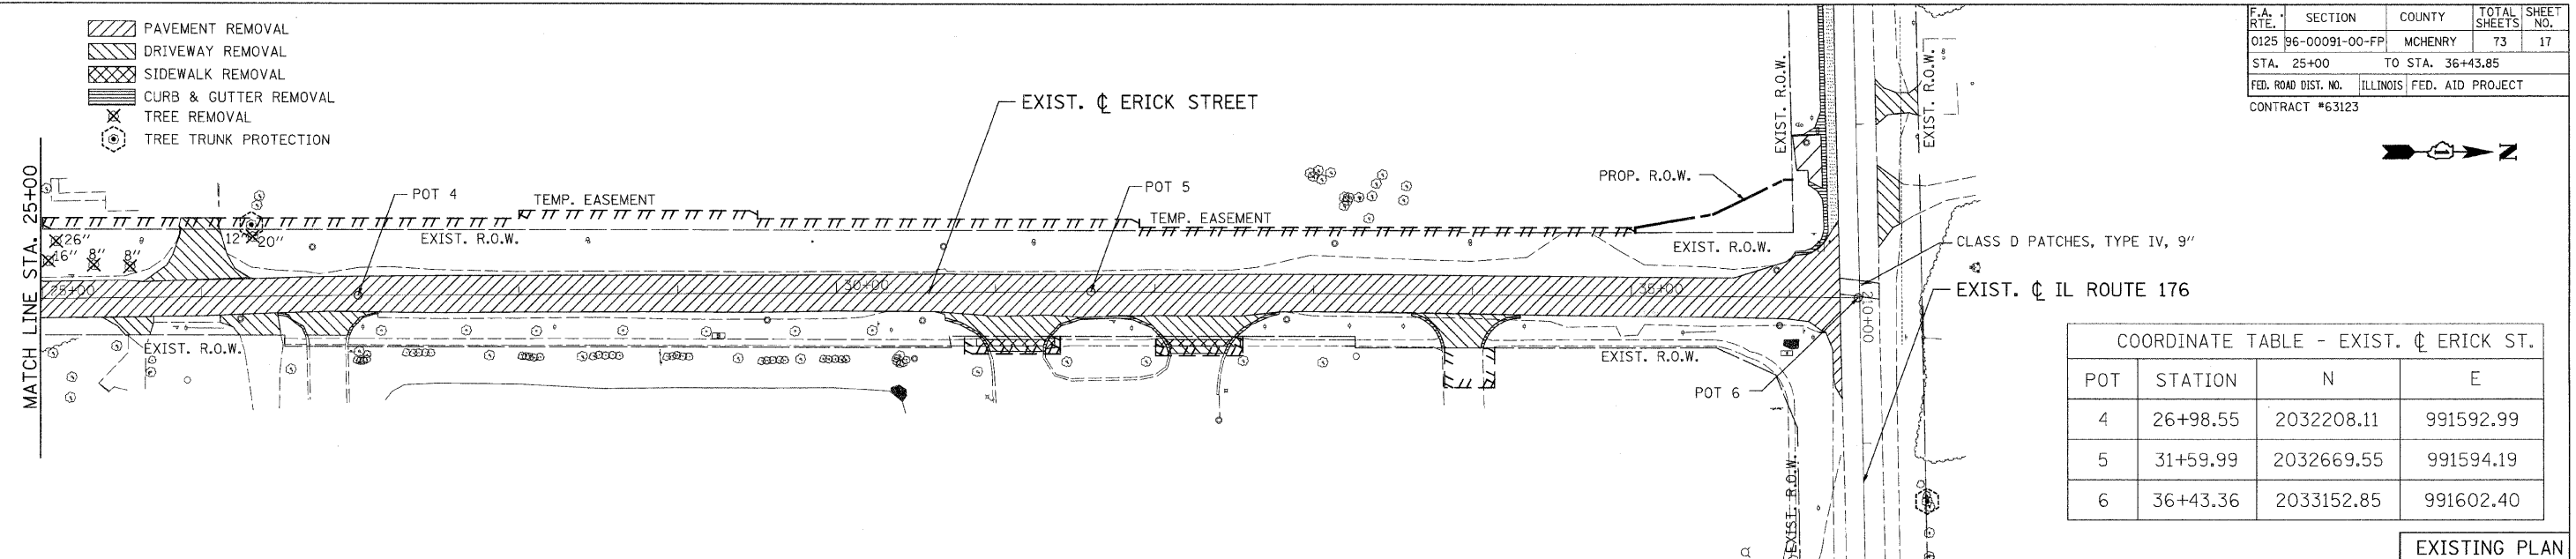 PAVEMENT REMOVAL
DRIVEWAY REMOVAL
SIDEWALK REMOVAL
CURB & GUTTER REMOVAL
TREE REMOVAL
TREE TRUNK PROTECTION
F.A. RTE. SECTION COUNTY TOTAL SHEETS SHEET NO.
0125 96-00091-00-FP MCHENRY 73 17
STA. 25+00 TO STA. 36+43.85
FED. ROAD DIST. NO. ILLINOIS FED. AID PROJECT
CONTRACT #63123
N
MATCH LINE STA. 25+00
EXIST. ℄ ERICK STREET
POT 4
TEMP. EASEMENT
POT 5
TEMP. EASEMENT
PROP. R.O.W.
EXIST. R.O.W.
EXIST. R.O.W.
26"
16"
8"
8"
12"
20"
EXIST. R.O.W.
EXIST. R.O.W.
CLASS D PATCHES, TYPE IV, 9"
25+00
30+00
35+00
210+00
EXIST. ℄ IL ROUTE 176
EXIST. R.O.W.
EXIST. R.O.W.
POT 6
EXIST. R.O.W.
COORDINATE TABLE - EXIST. ℄ ERICK ST.
POT STATION N E
4 26+98.55 2032208.11 991592.99
5 31+59.99 2032669.55 991594.19
6 36+43.36 2033152.85 991602.40
EXISTING PLAN